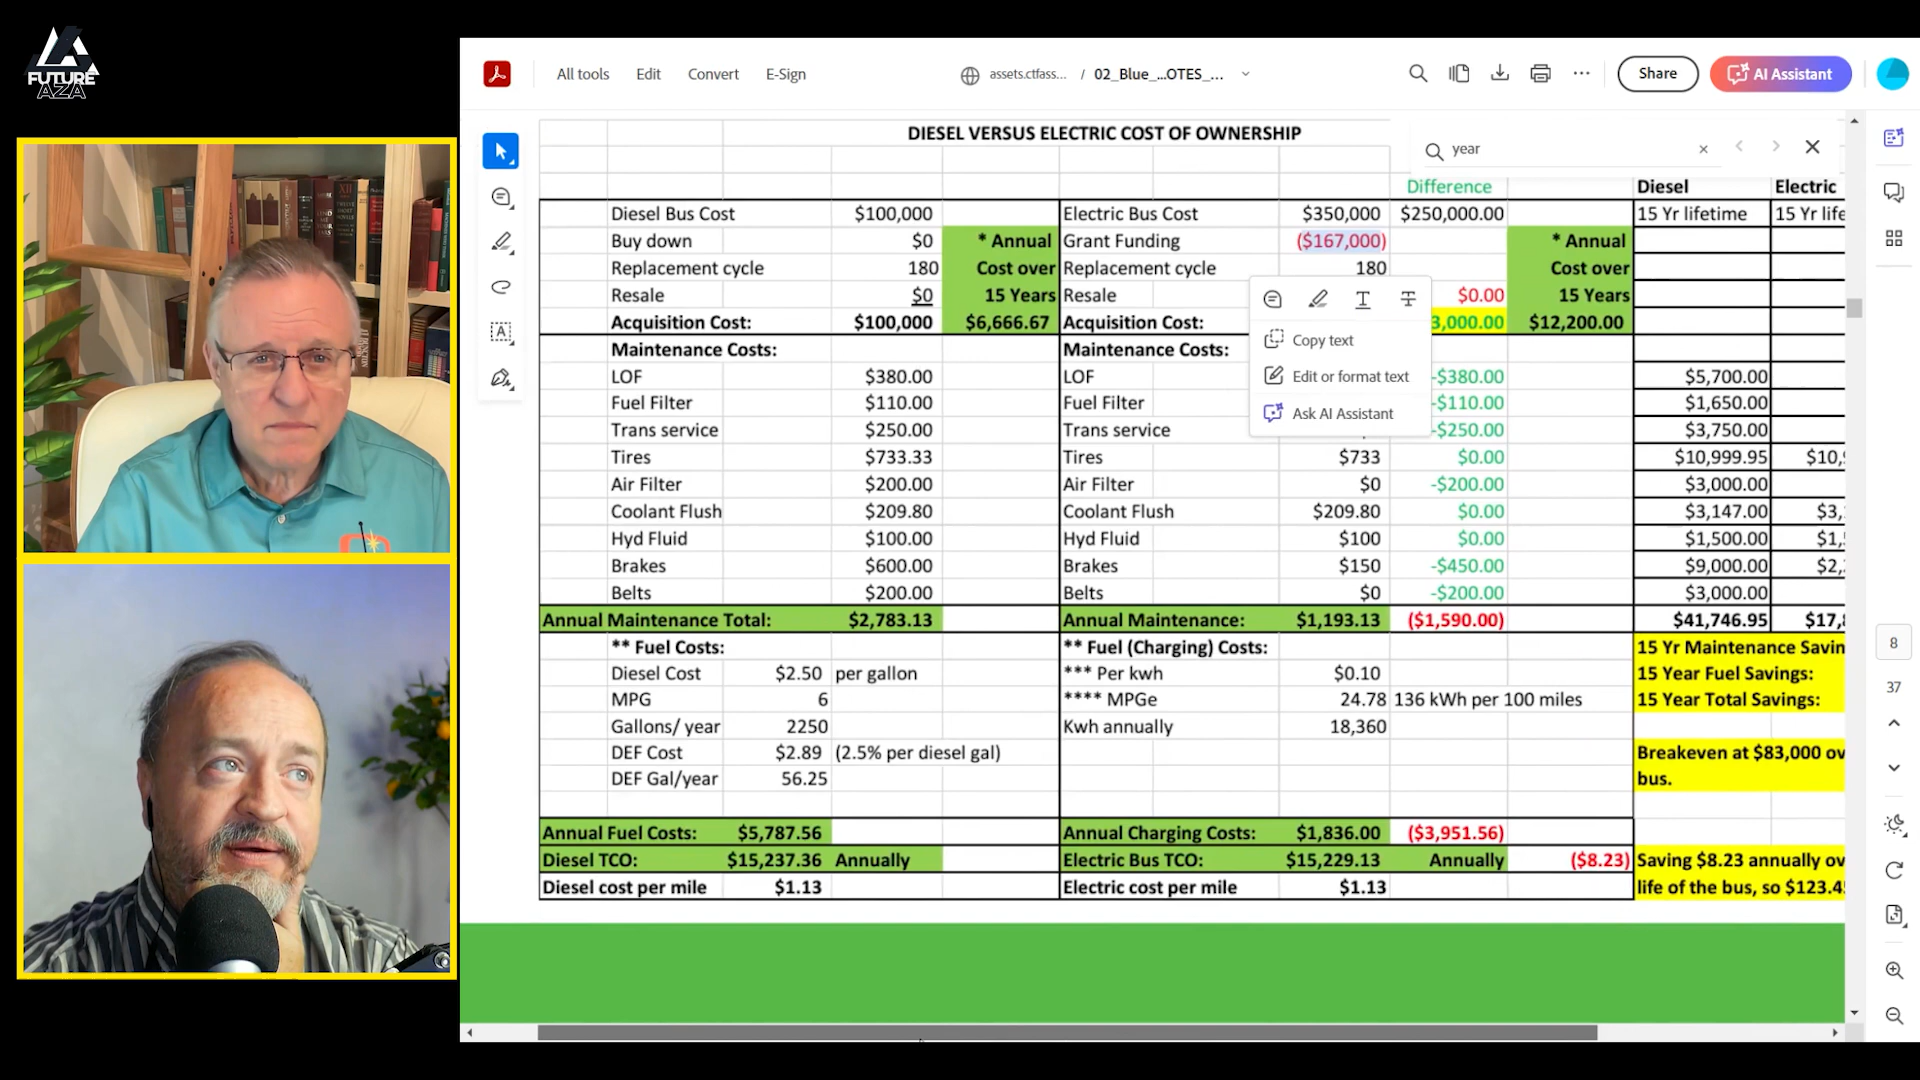 FUTURE
AZA
All tools Edit Convert E-Sign
assets.ctfass... / 02_Blue_...OTES_...
Share
AI Assistant
DIESEL VERSUS ELECTRIC COST OF OWNERSHIP
year
Difference Diesel Electric
Diesel Bus Cost $100,000 Electric Bus Cost $350,000 $250,000.00 15 Yr lifetime 15 Yr life
Buy down $0 * Annual Grant Funding ($167,000) * Annual
Replacement cycle 180 Cost over Replacement cycle 180 Cost over
Resale $0 15 Years Resale $0.00 15 Years
Acquisition Cost: $100,000 $6,666.67 Acquisition Cost: 3,000.00 $12,200.00
Copy text
Edit or format text
Ask AI Assistant
Maintenance Costs: Maintenance Costs:
LOF $380.00 LOF -$380.00 $5,700.00
Fuel Filter $110.00 Fuel Filter -$110.00 $1,650.00
Trans service $250.00 Trans service -$250.00 $3,750.00
Tires $733.33 Tires $733 $0.00 $10,999.95 $10,
Air Filter $200.00 Air Filter $0 -$200.00 $3,000.00
Coolant Flush $209.80 Coolant Flush $209.80 $0.00 $3,147.00 $3,
Hyd Fluid $100.00 Hyd Fluid $100 $0.00 $1,500.00 $1,
Brakes $600.00 Brakes $150 -$450.00 $9,000.00 $2,
Belts $200.00 Belts $0 -$200.00 $3,000.00
Annual Maintenance Total: $2,783.13 Annual Maintenance: $1,193.13 ($1,590.00) $41,746.95 $17,
** Fuel Costs: ** Fuel (Charging) Costs: 15 Yr Maintenance Savin
Diesel Cost $2.50 per gallon *** Per kwh $0.10 15 Year Fuel Savings:
MPG 6 **** MPGe 24.78 136 kWh per 100 miles 15 Year Total Savings:
Gallons/ year 2250 Kwh annually 18,360
DEF Cost $2.89 (2.5% per diesel gal) Breakeven at $83,000 ov
DEF Gal/year 56.25 bus.
Annual Fuel Costs: $5,787.56 Annual Charging Costs: $1,836.00 ($3,951.56)
Diesel TCO: $15,237.36 Annually Electric Bus TCO: $15,229.13 Annually ($8.23) Saving $8.23 annually ov
Diesel cost per mile $1.13 Electric cost per mile $1.13 life of the bus, so $123.4
8
37